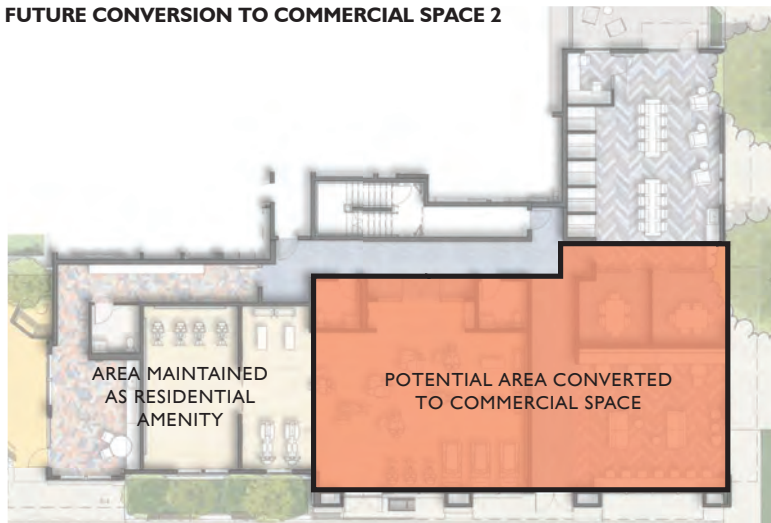 FUTURE CONVERSION TO COMMERCIAL SPACE 2
AREA MAINTAINED
AS RESIDENTIAL
AMENITY
POTENTIAL AREA CONVERTED
TO COMMERCIAL SPACE